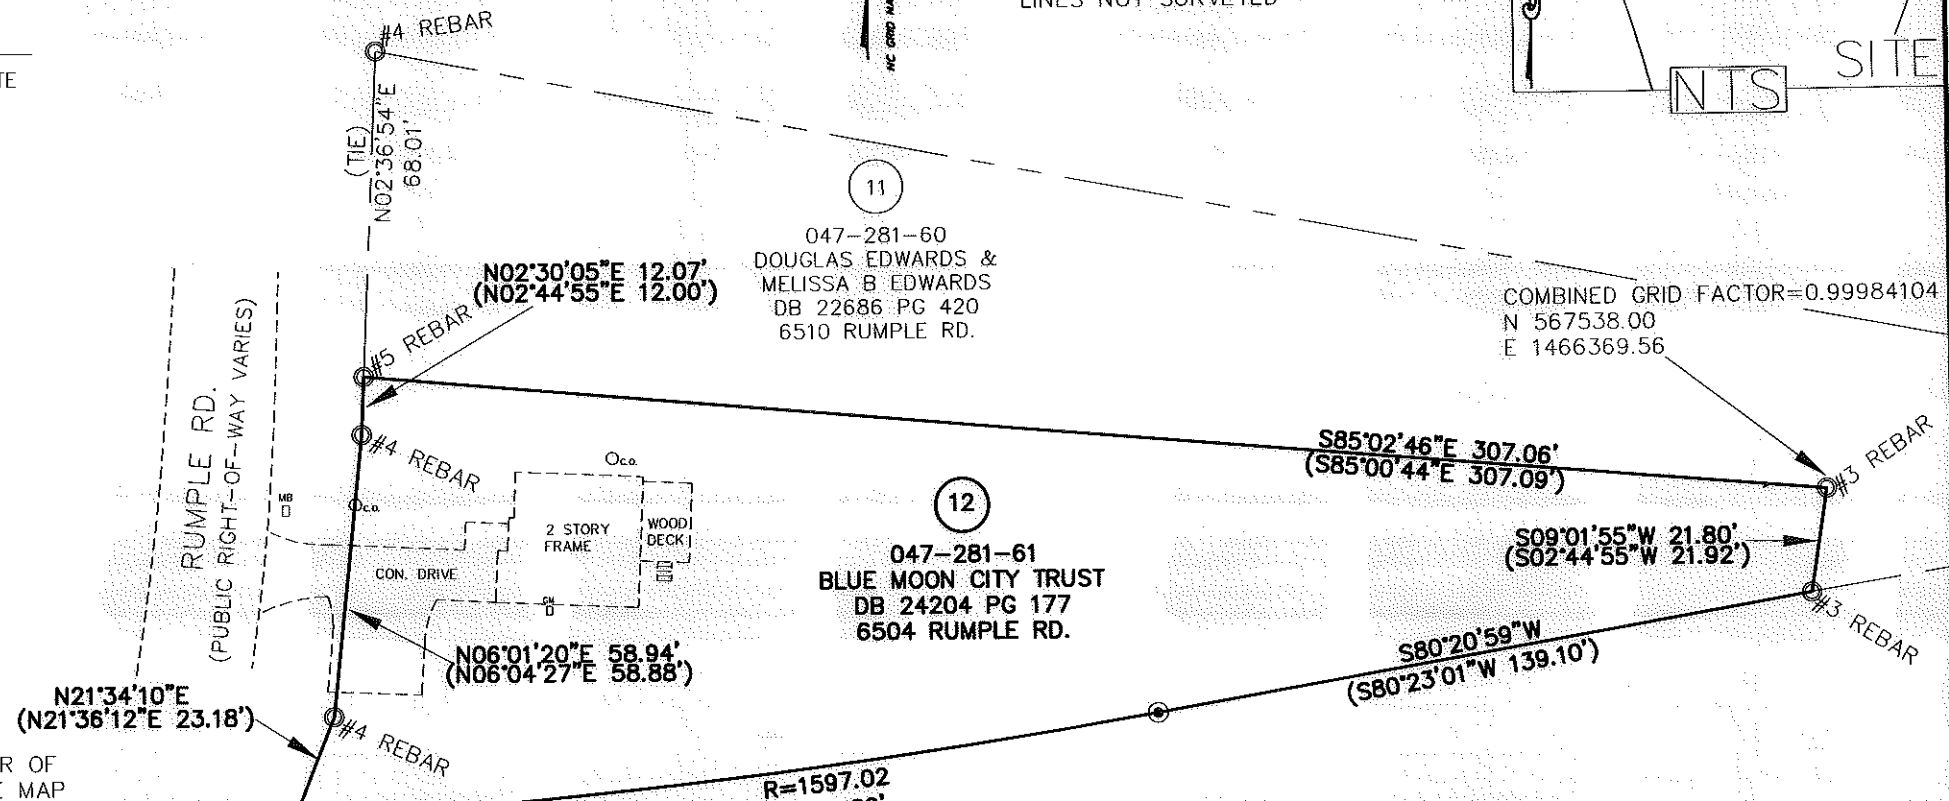 LINES NOT SURVEYED
#4 REBAR
HC GRID
TE
SITE
NTS
(TIE)
N02°36'54"E
68.01'
11
047-281-60
DOUGLAS EDWARDS &
MELISSA B EDWARDS
DB 22686 PG 420
6510 RUMPLE RD.
N02°30'05"E 12.07'
(N02°44'55"E 12.00')
COMBINED GRID FACTOR=0.99984104
N 567538.00
E 1466369.56
#5 REBAR
RUMPLE RD.
(PUBLIC RIGHT-OF-WAY VARIES)
#4 REBAR
S85°02'46"E 307.06'
(S85°00'44"E 307.09')
#3 REBAR
C.O.
C.O.
MB
2 STORY
FRAME
WOOD
DECK
CON. DRIVE
GM
12
047-281-61
BLUE MOON CITY TRUST
DB 24204 PG 177
6504 RUMPLE RD.
S09°01'55"W 21.80'
(S02°44'55"W 21.92')
#3 REBAR
S80°20'59"W
(S80°23'01"W 139.10')
N06°01'20"E 58.94'
(N06°04'27"E 58.88')
N21°34'10"E
(N21°36'12"E 23.18')
#4 REBAR
R OF
MAP
R=1597.02